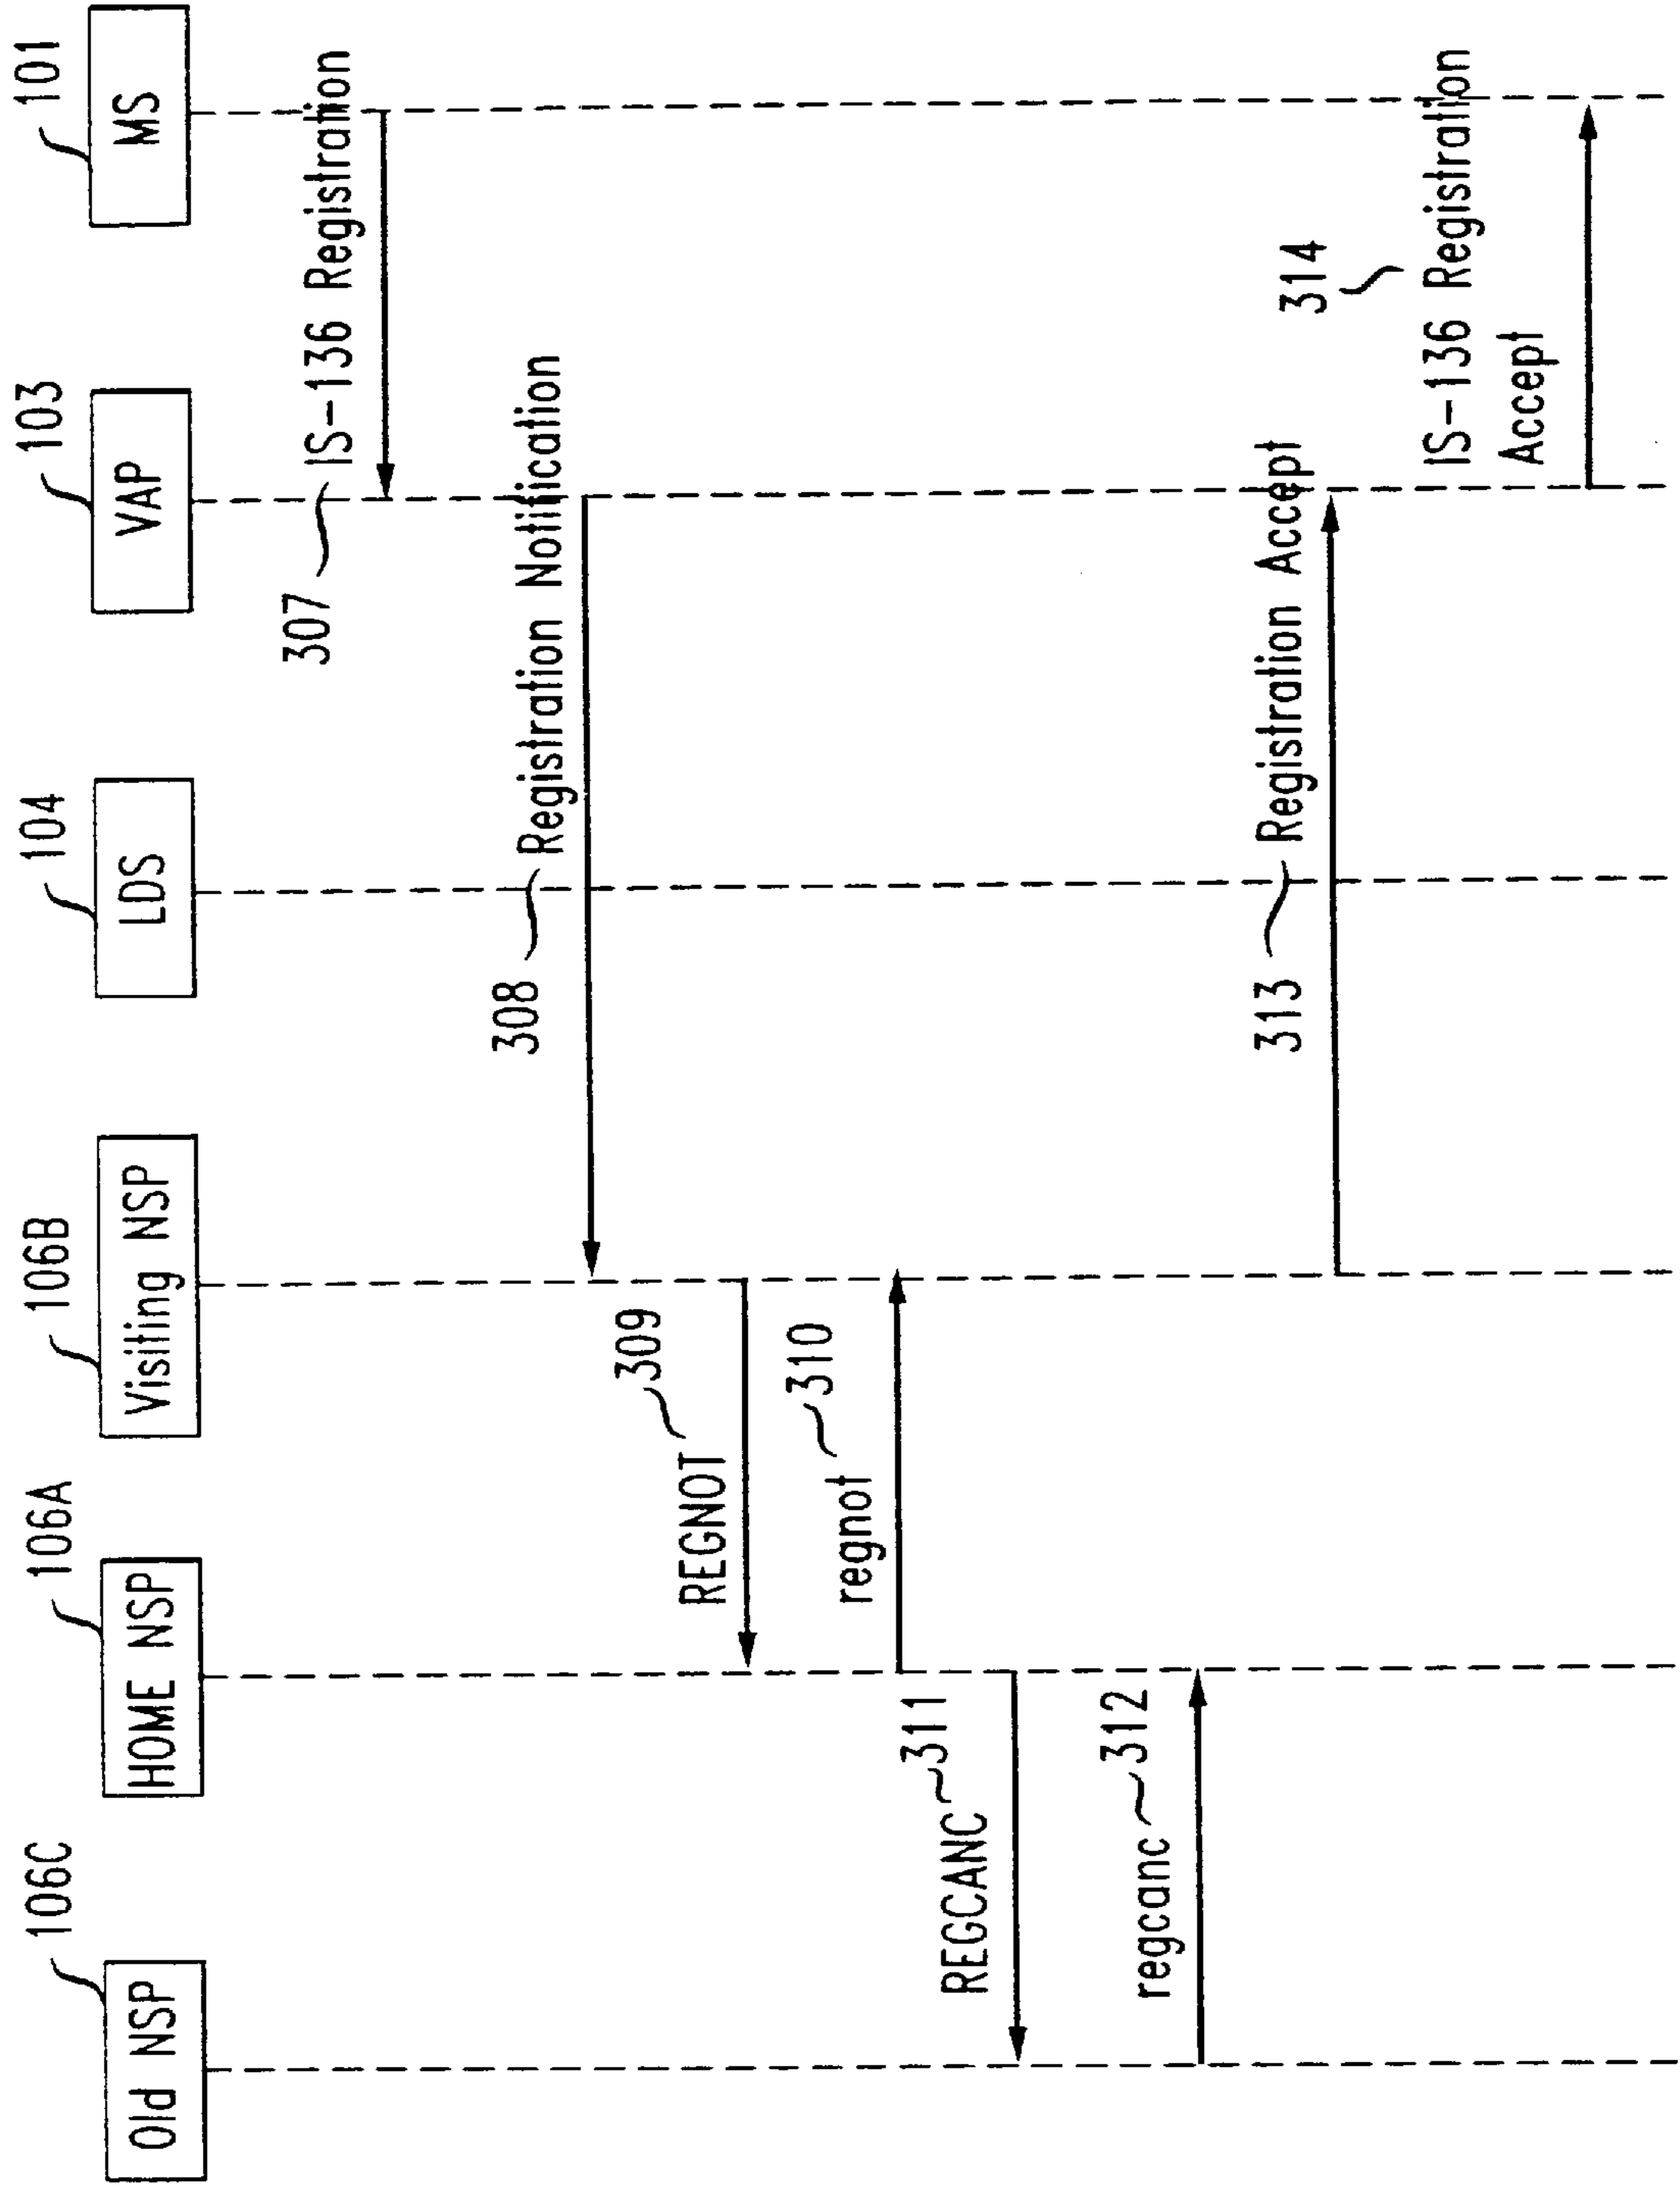 106C
Old NSP
106A
HOME NSP
106B
Visiting NSP
104
LDS
103
VAP
101
MS
307
IS-136 Registration
308
Registration Notification
309
REGNOT
310
regnot
311
REGCANC
312
regcanc
313
Registration Accept
314
IS-136 Registration
Accept